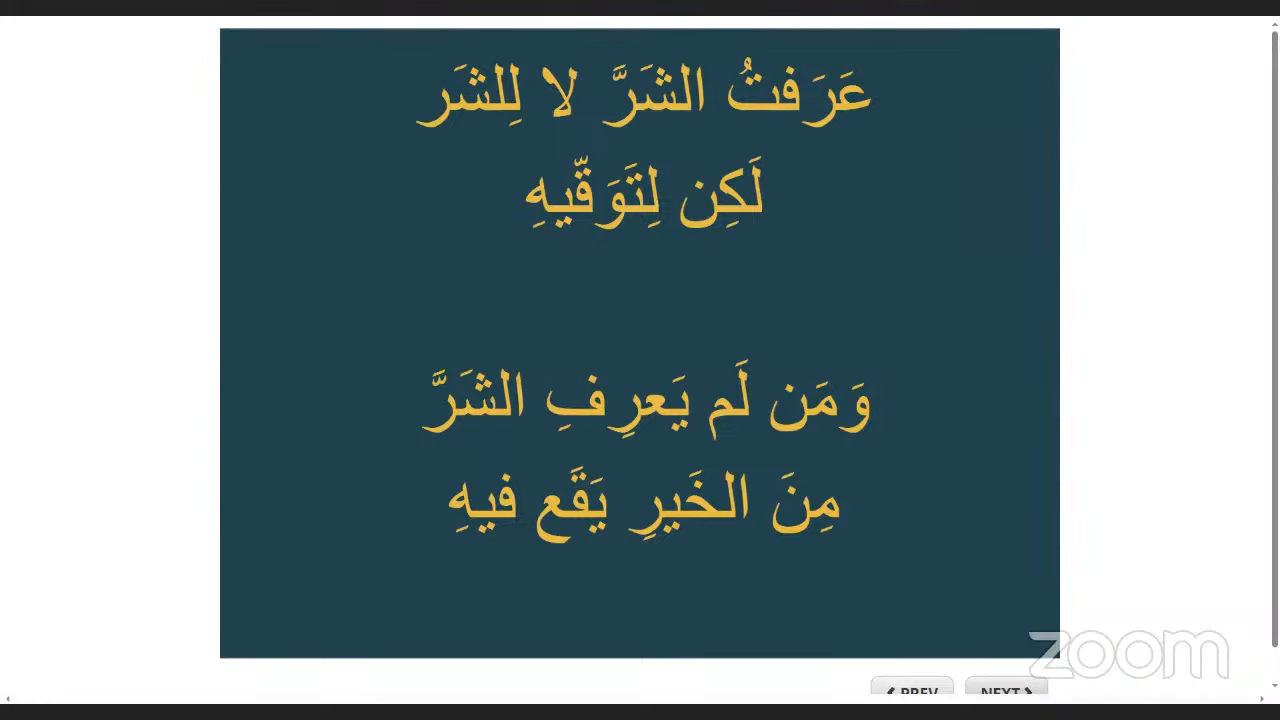 عَرَفتُ الشَرَّ لا لِلشَر
لَكِن لِتَوَقّيهِ
وَمَن لَم يَعرِفِ الشَرَّ
مِنَ الخَيرِ يَقَع فيهِ
zoom
PREV
NEXT